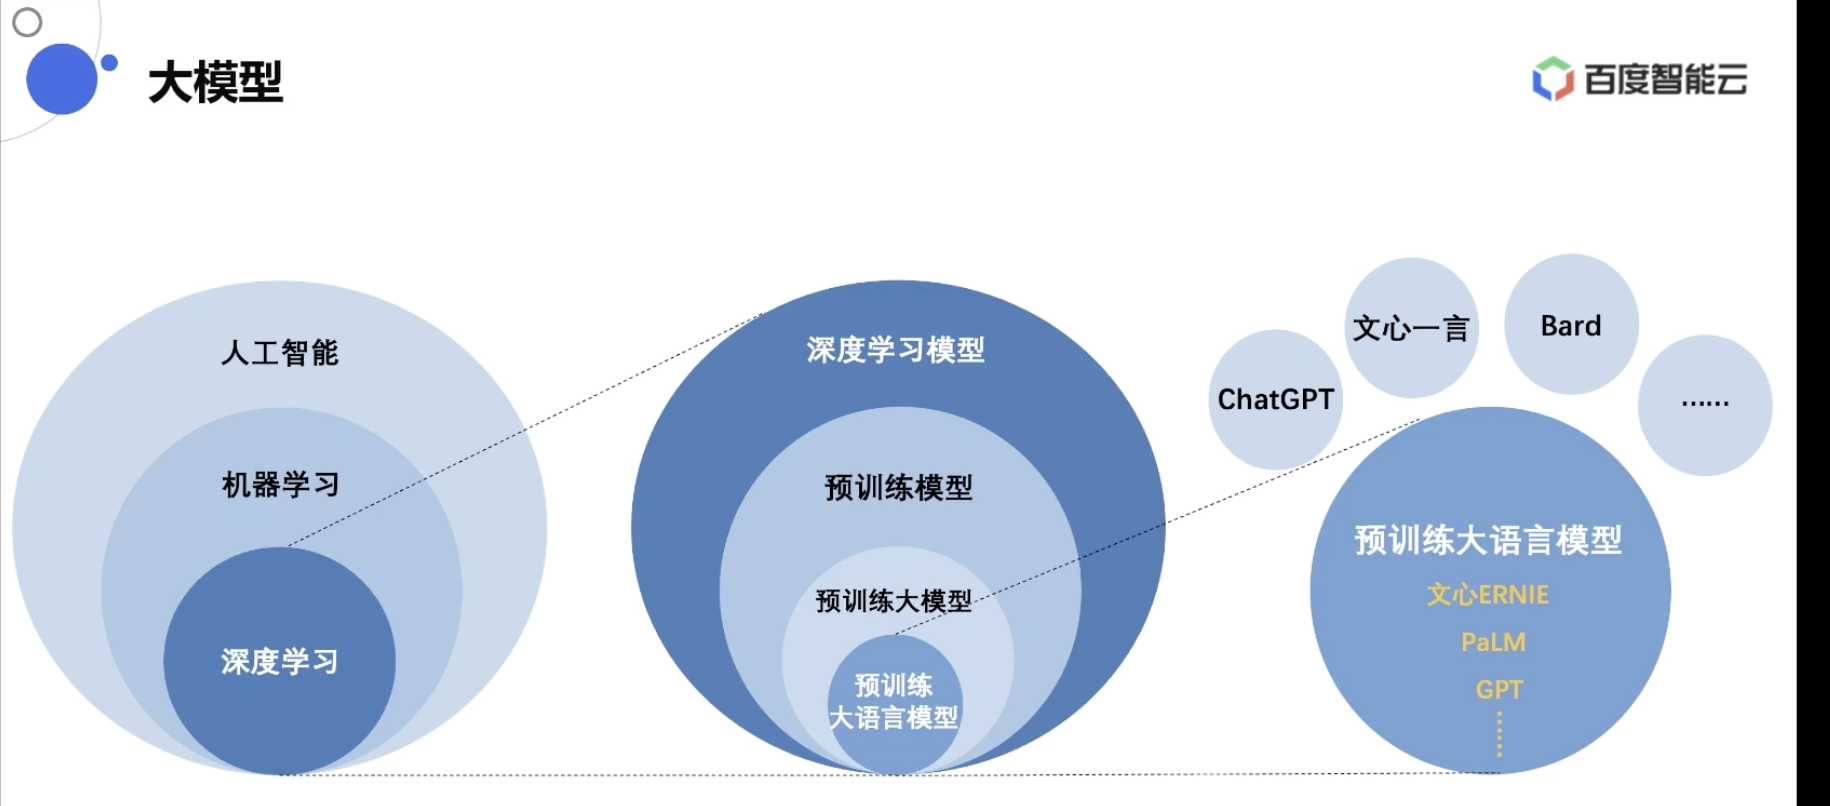 大模型
百度智能云
人工智能
机器学习
深度学习
深度学习模型
预训练模型
预训练大模型
预训练
大语言模型
ChatGPT
文心一言
Bard
······
预训练大语言模型
文心ERNIE
PaLM
GPT